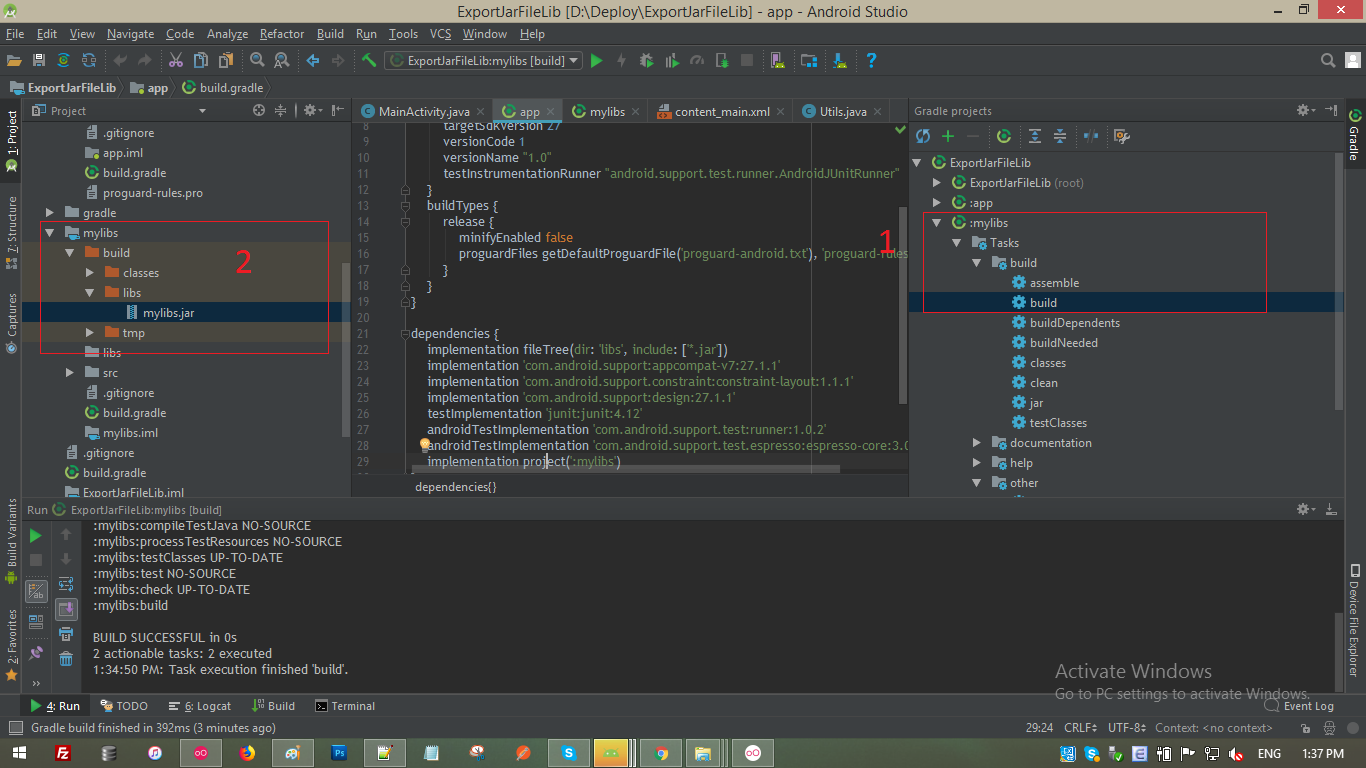 ExportJarFileLib [D:\Deploy\ExportJarFileLib] - app - Android Studio
File Edit View Navigate Code Analyze Refactor Build Run Tools VCS Window Help
ExportJarFileLib:mylibs [build]
ExportJarFileLib app build.gradle
1: Project
7: Structure
Captures
Build Variants
2: Favorites
Project
.gitignore
app.iml
build.gradle
proguard-rules.pro
gradle
mylibs
build
2
classes
libs
mylibs.jar
tmp
libs
src
.gitignore
build.gradle
mylibs.iml
.gitignore
build.gradle
ExportJarFileLib.iml
MainActivity.java app mylibs content_main.xml Utils.java
8 targetSdkVersion 27
9 versionCode 1
10 versionName "1.0"
11 testInstrumentationRunner "android.support.test.runner.AndroidJUnitRunner"
12 }
13 buildTypes {
14 release {
15 minifyEnabled false
16 proguardFiles getDefaultProguardFile('proguard-android.txt'), 'proguard-rules
17 }
18 }
19 }
20
21 dependencies {
22 implementation fileTree(dir: 'libs', include: ['*.jar'])
23 implementation 'com.android.support:appcompat-v7:27.1.1'
24 implementation 'com.android.support.constraint:constraint-layout:1.1.1'
25 implementation 'com.android.support:design:27.1.1'
26 testImplementation 'junit:junit:4.12'
27 androidTestImplementation 'com.android.support.test:runner:1.0.2'
28 androidTestImplementation 'com.android.support.test.espresso:espresso-core:3.0
29 implementation project(':mylibs')
dependencies{}
Gradle projects
ExportJarFileLib
ExportJarFileLib (root)
:app
:mylibs
1
Tasks
build
assemble
build
buildDependents
buildNeeded
classes
clean
jar
testClasses
documentation
help
other
Gradle
Device File Explorer
Run ExportJarFileLib:mylibs [build]
:mylibs:compileTestJava NO-SOURCE
:mylibs:processTestResources NO-SOURCE
:mylibs:testClasses UP-TO-DATE
:mylibs:test NO-SOURCE
:mylibs:check UP-TO-DATE
:mylibs:build
BUILD SUCCESSFUL in 0s
2 actionable tasks: 2 executed
1:34:50 PM: Task execution finished 'build'.
Activate Windows
Go to PC settings to activate Windows.
4: Run TODO 6: Logcat Build Terminal Event Log
Gradle build finished in 392ms (3 minutes ago) 29:24 CRLF UTF-8 Context: <no context>
ENG 1:37 PM